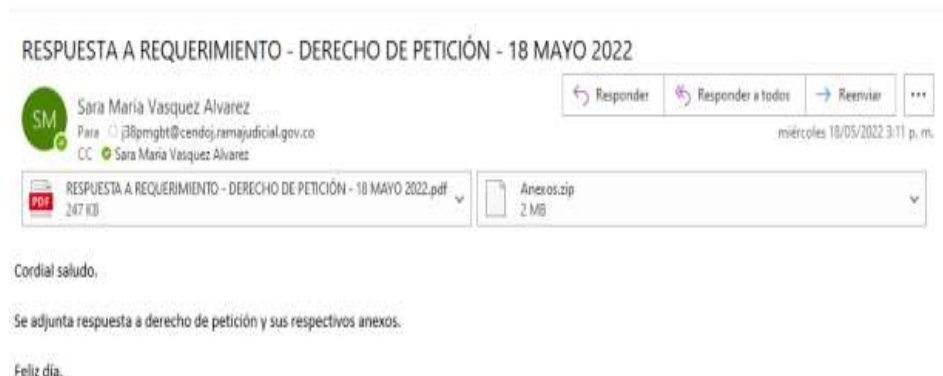 RESPUESTA A REQUERIMIENTO - DERECHO DE PETICIÓN - 18 MAYO 2022
Responder
Responder a todos
Reenviar
SM
Sara Maria Vasquez Alvarez
Para j38pmgbt@cendoj.ramajudicial.gov.co
CC Sara Maria Vasquez Alvarez
miércoles 18/05/2022 3:11 p. m.
PDF
RESPUESTA A REQUERIMIENTO - DERECHO DE PETICIÓN - 18 MAYO 2022.pdf
247 KB
Anexos.zip
2 MB
Cordial saludo.
Se adjunta respuesta a derecho de petición y sus respectivos anexos.
Feliz día.